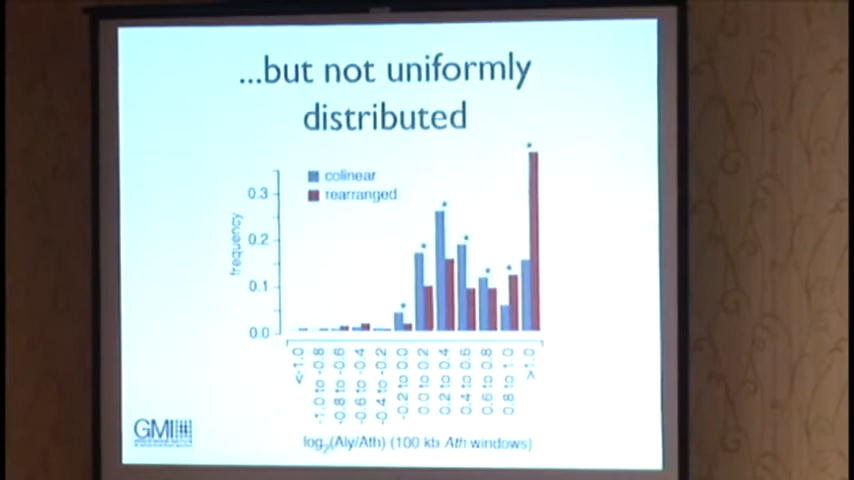 ...but not uniformly
distributed
colinear
rearranged
frequency
0.3
0.2
0.1
0.0
<-1.0
-1.0 to -0.8
-0.8 to -0.6
-0.6 to -0.4
-0.4 to -0.2
-0.2 to 0.0
0.0 to 0.2
0.2 to 0.4
0.4 to 0.6
0.6 to 0.8
0.8 to 1.0
>1.0
log2(Aly/Ath) (100 kb Ath windows)
GMI